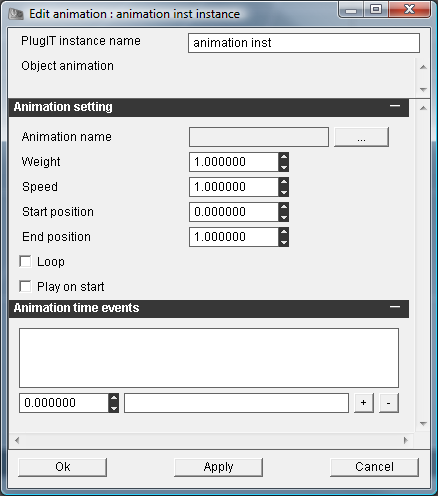 Edit animation : animation inst instance
PlugIT instance name animation inst
Object animation
Animation setting
Animation name ...
Weight 1.000000
Speed 1.000000
Start position 0.000000
End position 1.000000
Loop
Play on start
Animation time events
0.000000 + -
Ok Apply Cancel